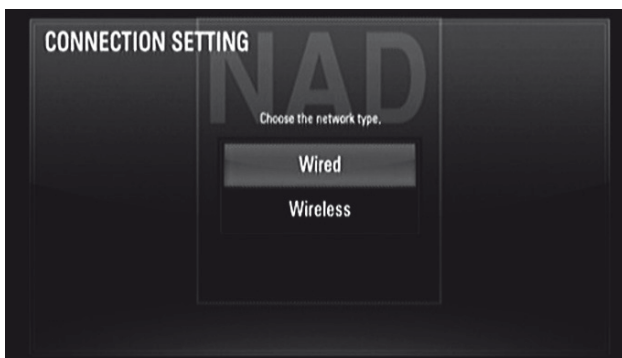 CONNECTION SETTING
NAD
Choose the network type.
Wired
Wireless